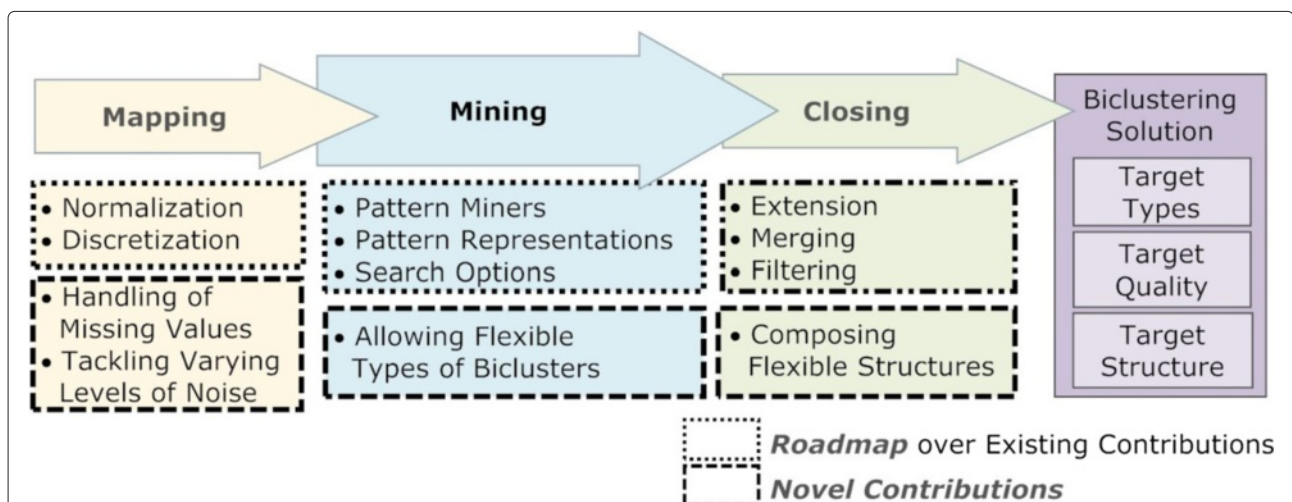 Mapping
Mining
Closing
Biclustering
Solution
Target
Types
Target
Quality
Target
Structure
• Normalization
• Discretization
• Handling of
Missing Values
• Tackling Varying
Levels of Noise
• Pattern Miners
• Pattern Representations
• Search Options
• Allowing Flexible
Types of Biclusters
• Extension
• Merging
• Filtering
• Composing
Flexible Structures
Roadmap over Existing Contributions
Novel Contributions